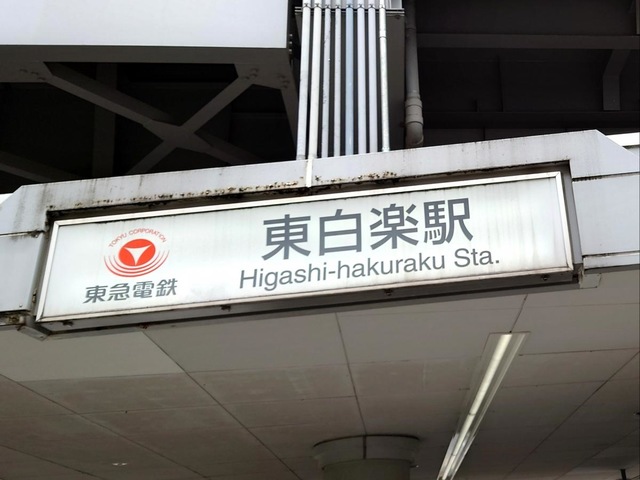 TOKYU CORPORATION
東急電鉄
東白楽駅
Higashi-hakuraku Sta.